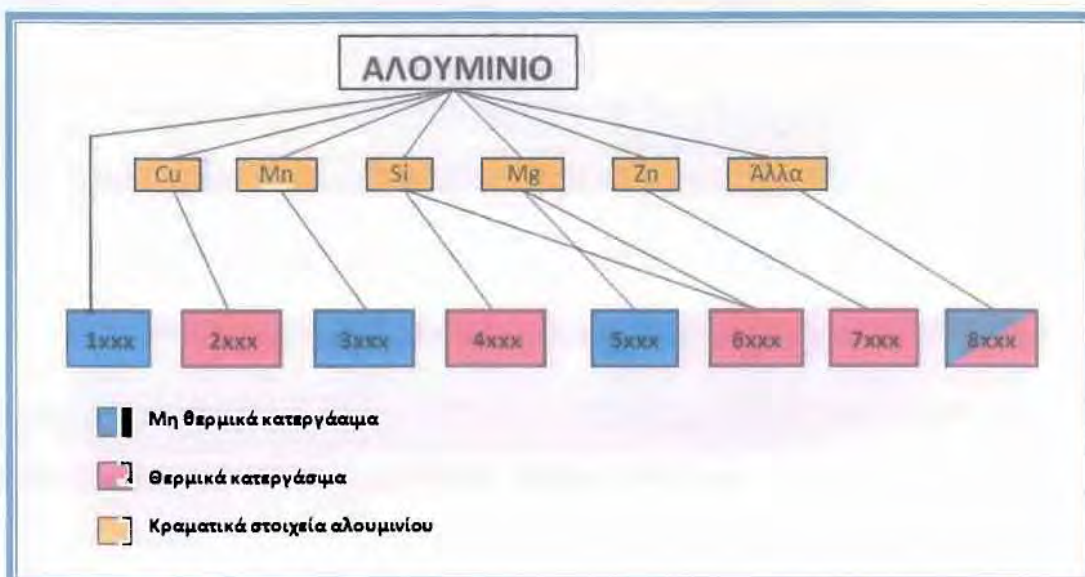 ΑΛΟΥΜΙΝΙΟ
Cu Mn Si Mg Zn Άλλα
1xxx 2xxx 3xxx 4xxx 5xxx 6xxx 7xxx 8xxx
Μη θερμικά κατεργάσιμα
Θερμικά κατεργάσιμα
Κραματικά στοιχεία αλουμινίου